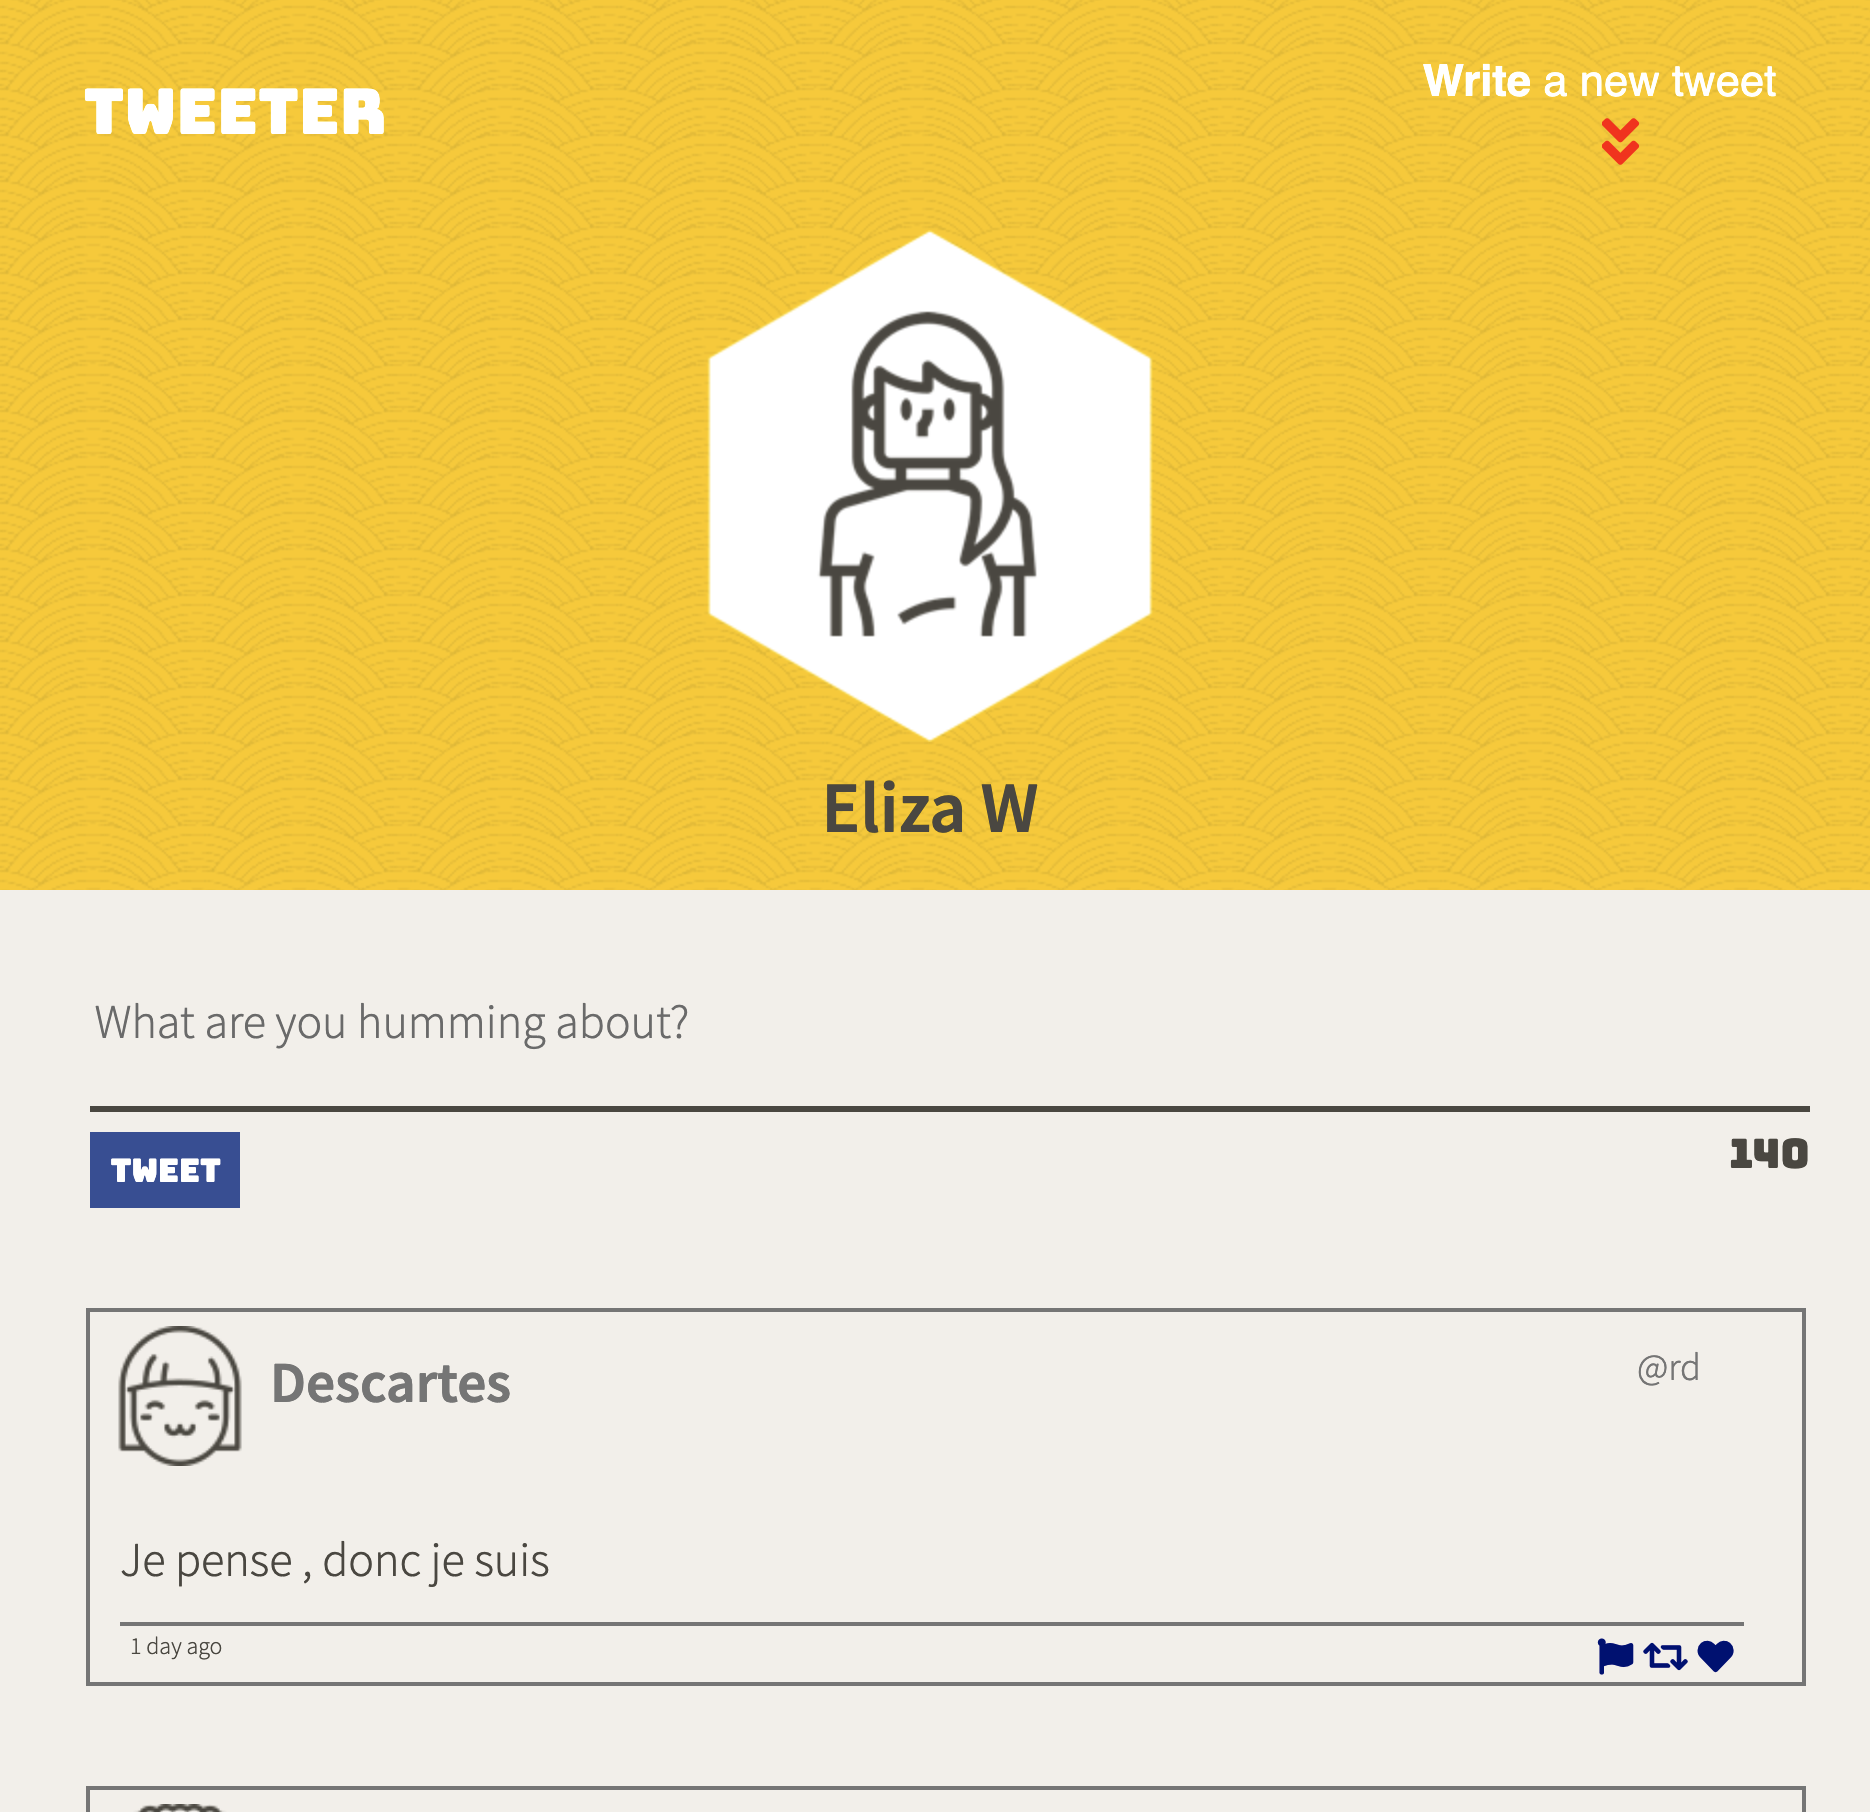 TWEETER
Write a new tweet
Eliza W
What are you humming about?
TWEET
140
Descartes
@rd
Je pense , donc je suis
1 day ago